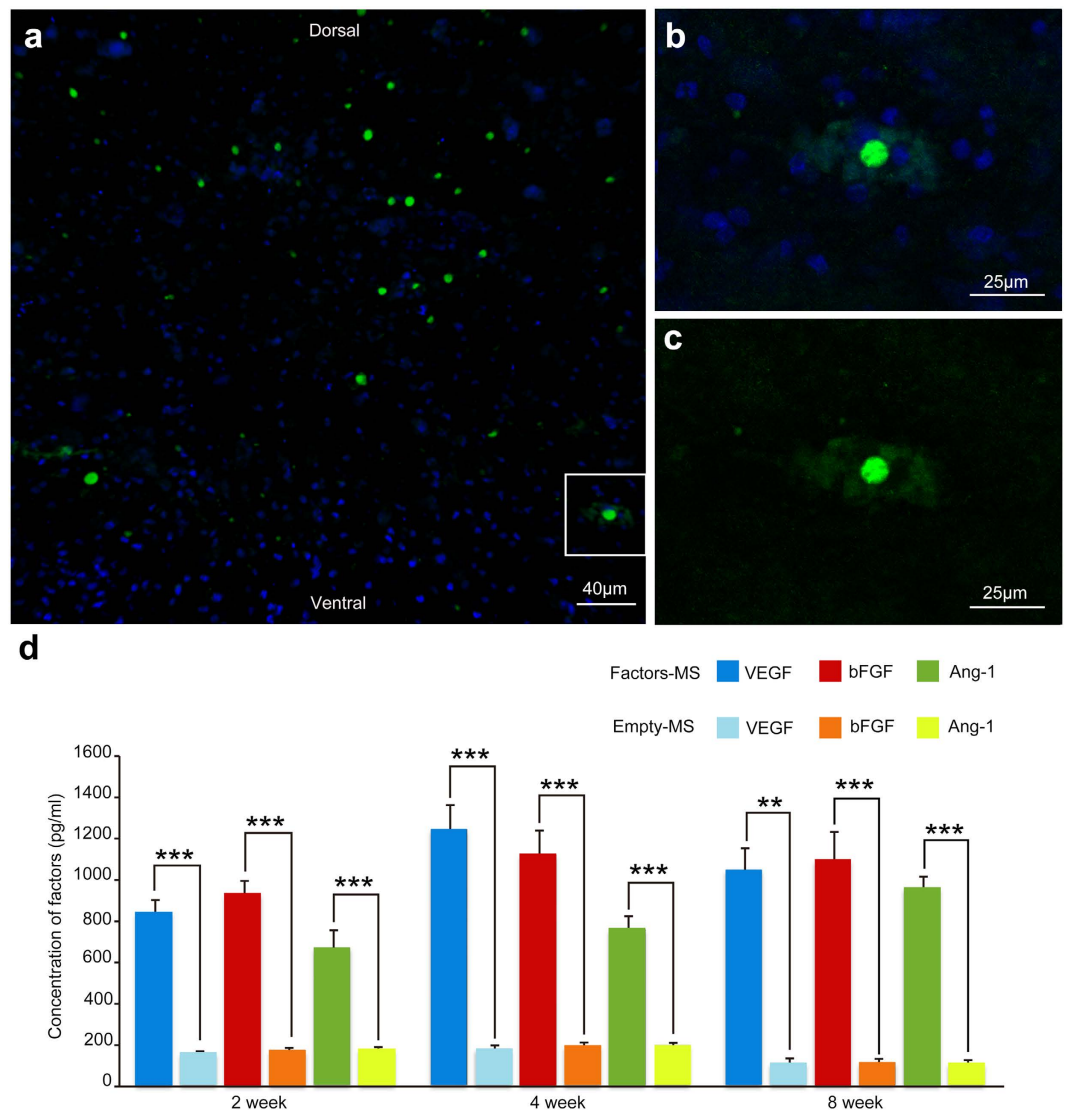 a
Dorsal
Ventral
40µm
b
25µm
c
25µm
d
Factors-MS VEGF bFGF Ang-1
Empty-MS VEGF bFGF Ang-1
Concentration of factors (pg/ml)
1600
1400
1200
1000
800
600
400
200
0
*** *** ***
*** *** ***
** *** ***
2 week 4 week 8 week